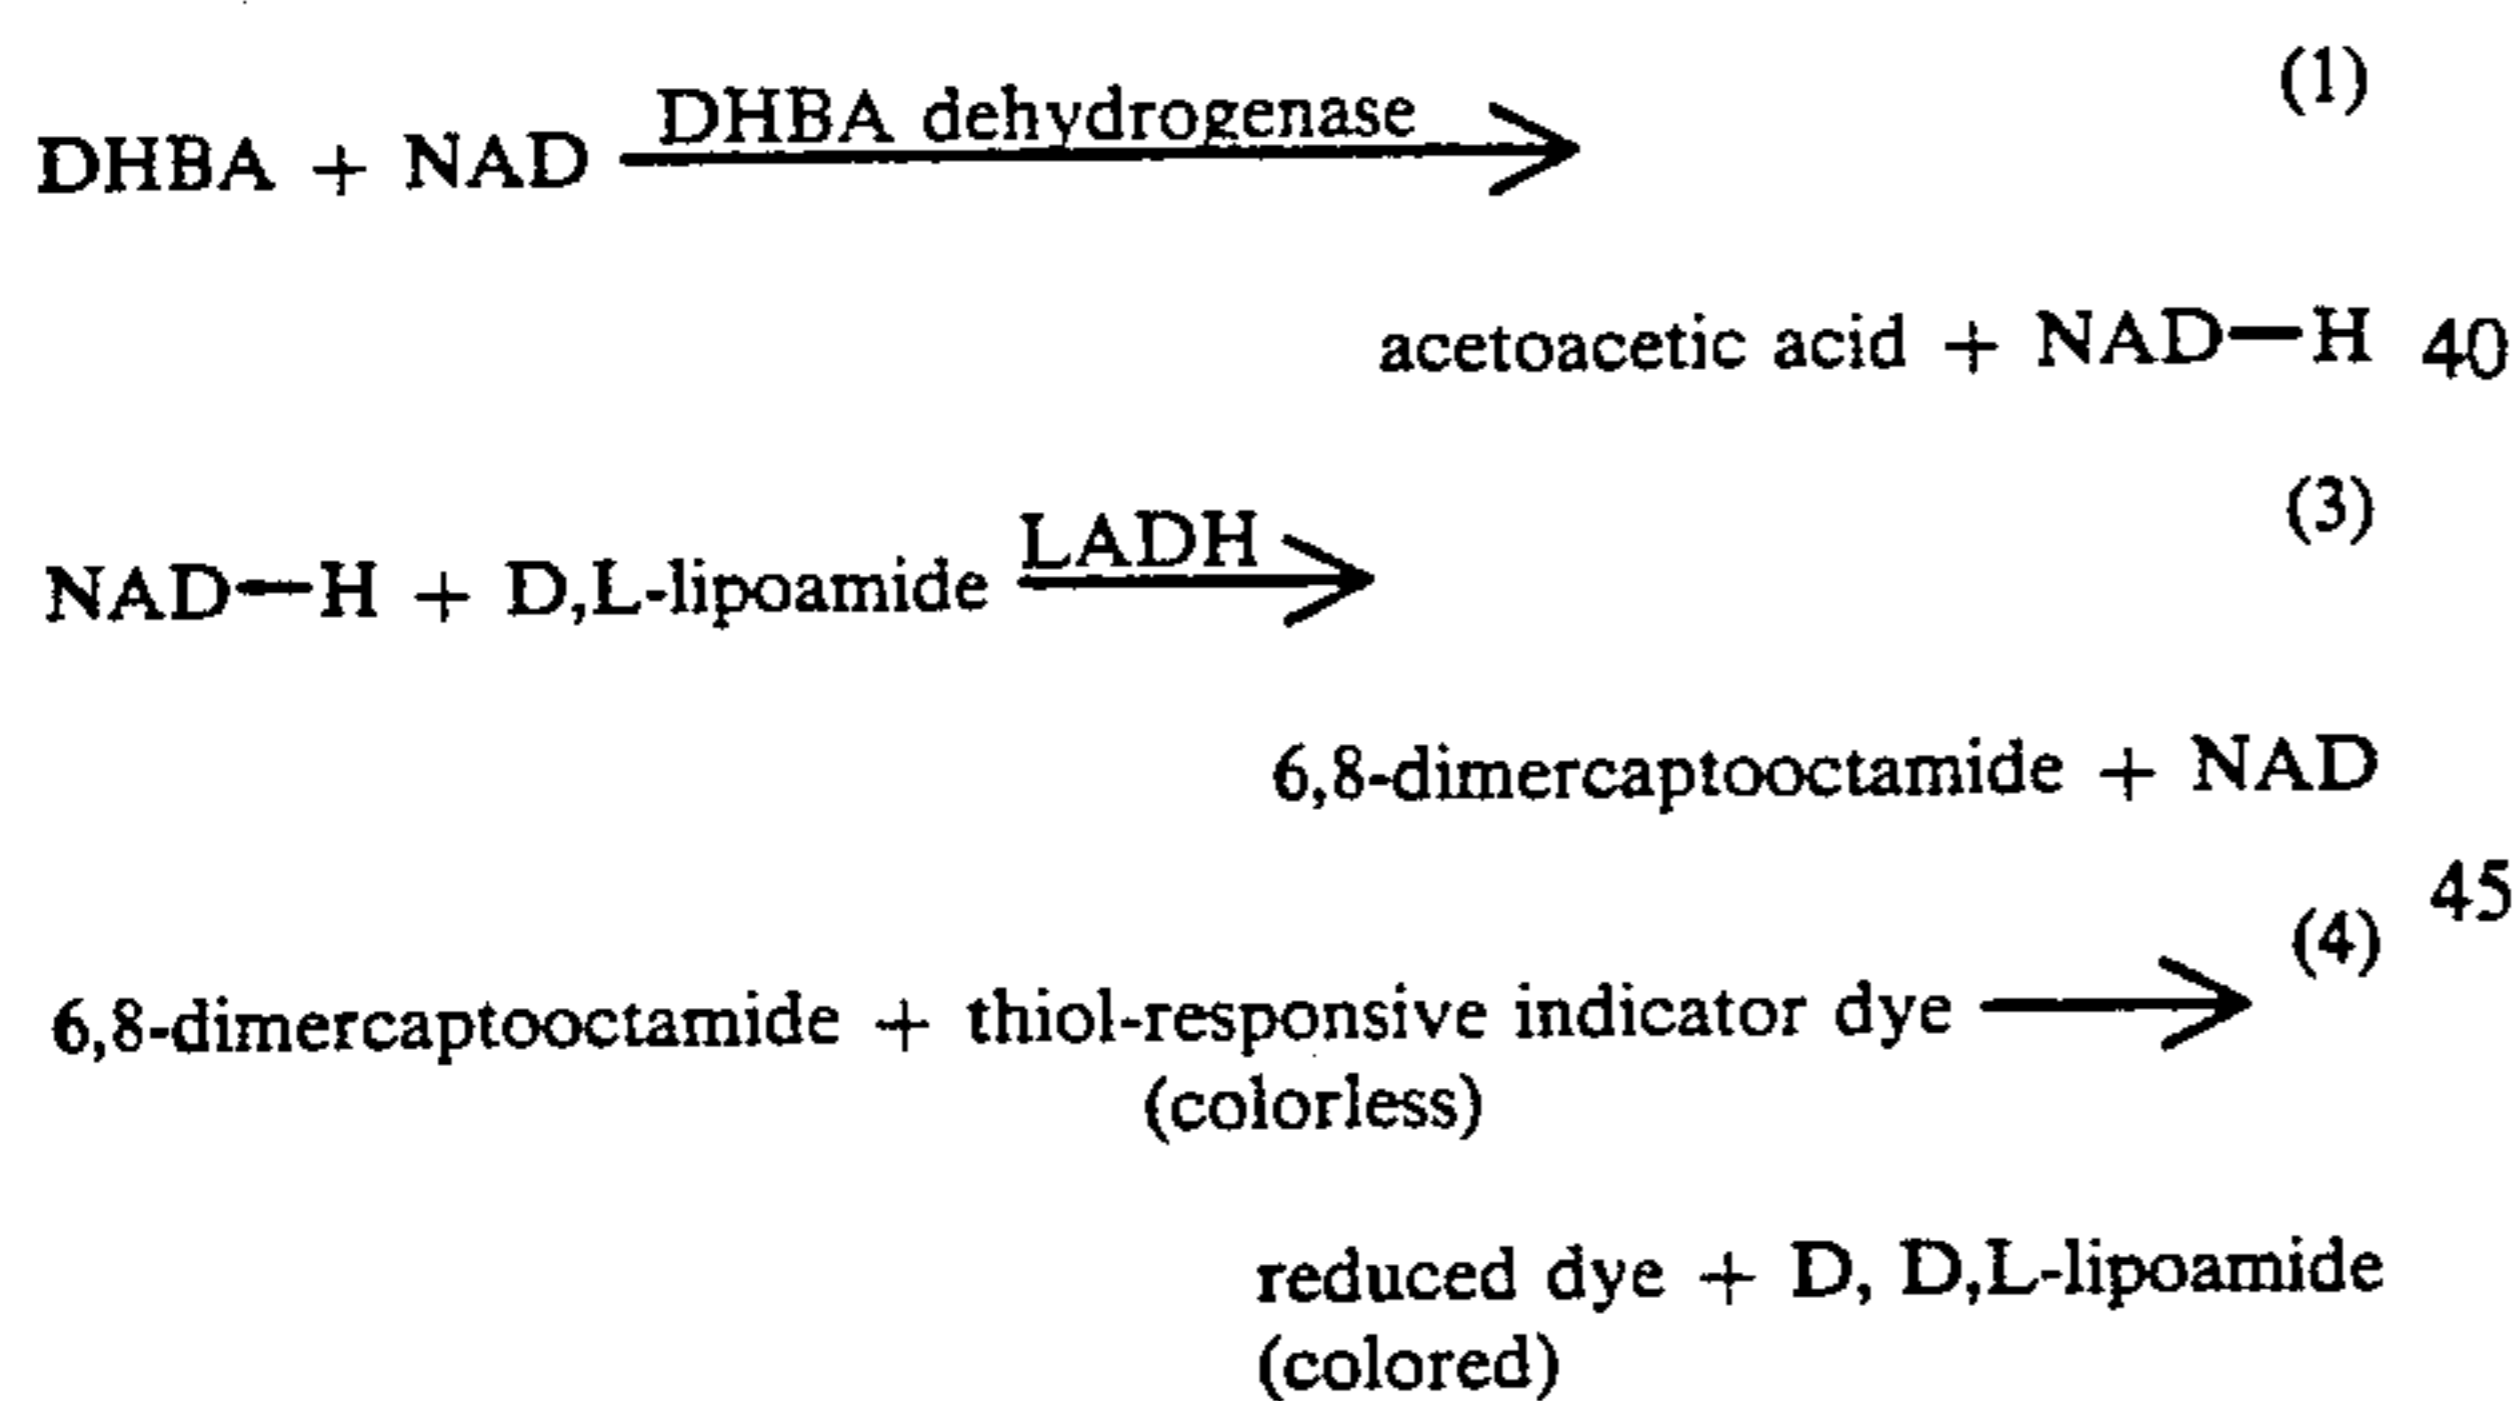 (1)
DHBA + NAD DHBA dehydrogenase
acetoacetic acid + NAD—H 40
(3)
NAD—H + D,L-lipoamide LADH
6,8-dimercaptooctamide + NAD
45
(4)
6,8-dimercaptooctamide + thiol-responsive indicator dye
(colorless)
reduced dye + D, D,L-lipoamide
(colored)